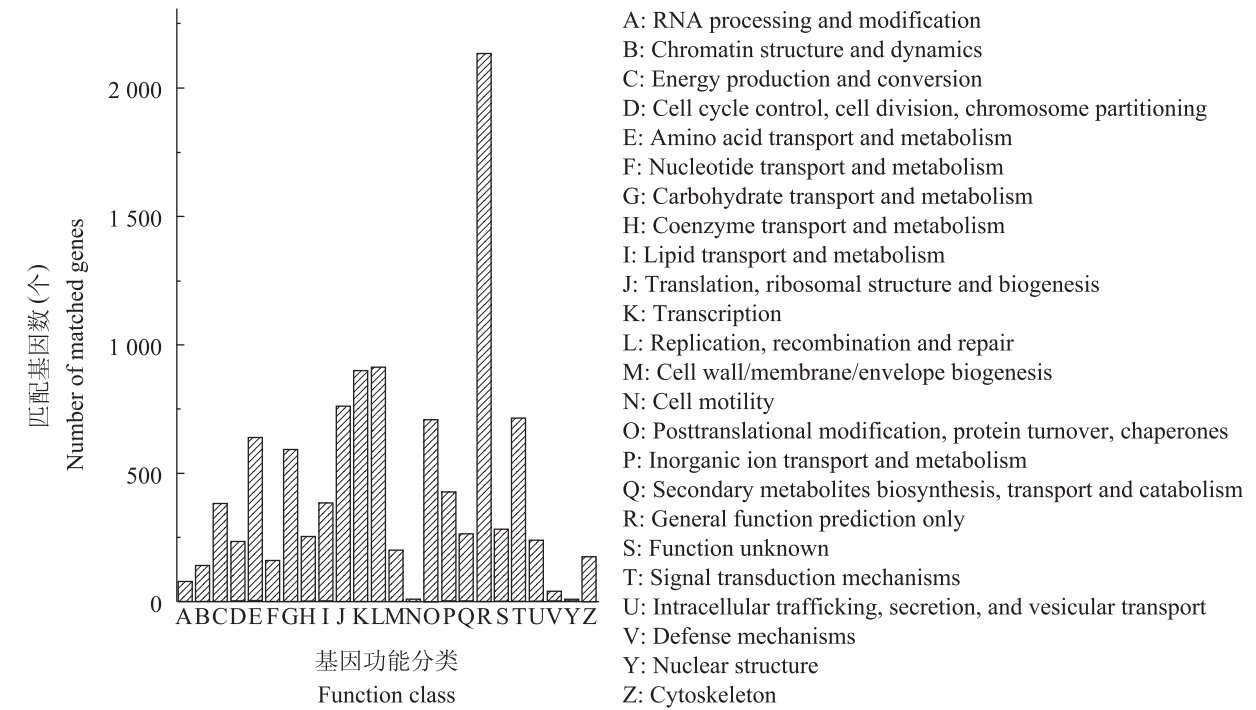 2 000
1 500
1 000
500
0
匹配基因数 (个)
Number of matched genes
A B C D E F G H I J K L M N O P Q R S T U V Y Z
基因功能分类
Function class
A: RNA processing and modification
B: Chromatin structure and dynamics
C: Energy production and conversion
D: Cell cycle control, cell division, chromosome partitioning
E: Amino acid transport and metabolism
F: Nucleotide transport and metabolism
G: Carbohydrate transport and metabolism
H: Coenzyme transport and metabolism
I: Lipid transport and metabolism
J: Translation, ribosomal structure and biogenesis
K: Transcription
L: Replication, recombination and repair
M: Cell wall/membrane/envelope biogenesis
N: Cell motility
O: Posttranslational modification, protein turnover, chaperones
P: Inorganic ion transport and metabolism
Q: Secondary metabolites biosynthesis, transport and catabolism
R: General function prediction only
S: Function unknown
T: Signal transduction mechanisms
U: Intracellular trafficking, secretion, and vesicular transport
V: Defense mechanisms
Y: Nuclear structure
Z: Cytoskeleton